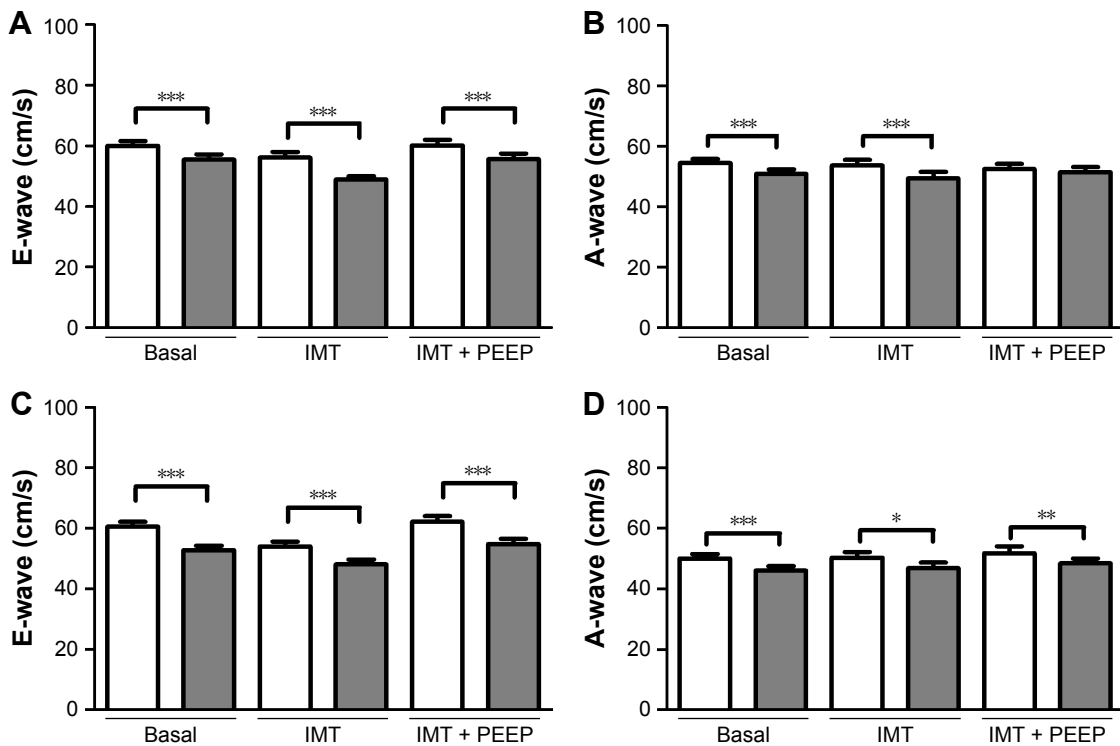 A
E-wave (cm/s)
100
80
60
40
20
0
***
***
***
Basal
IMT
IMT + PEEP
B
A-wave (cm/s)
100
80
60
40
20
0
***
***
Basal
IMT
IMT + PEEP
C
E-wave (cm/s)
100
80
60
40
20
0
***
***
***
Basal
IMT
IMT + PEEP
D
A-wave (cm/s)
100
80
60
40
20
0
***
*
**
Basal
IMT
IMT + PEEP